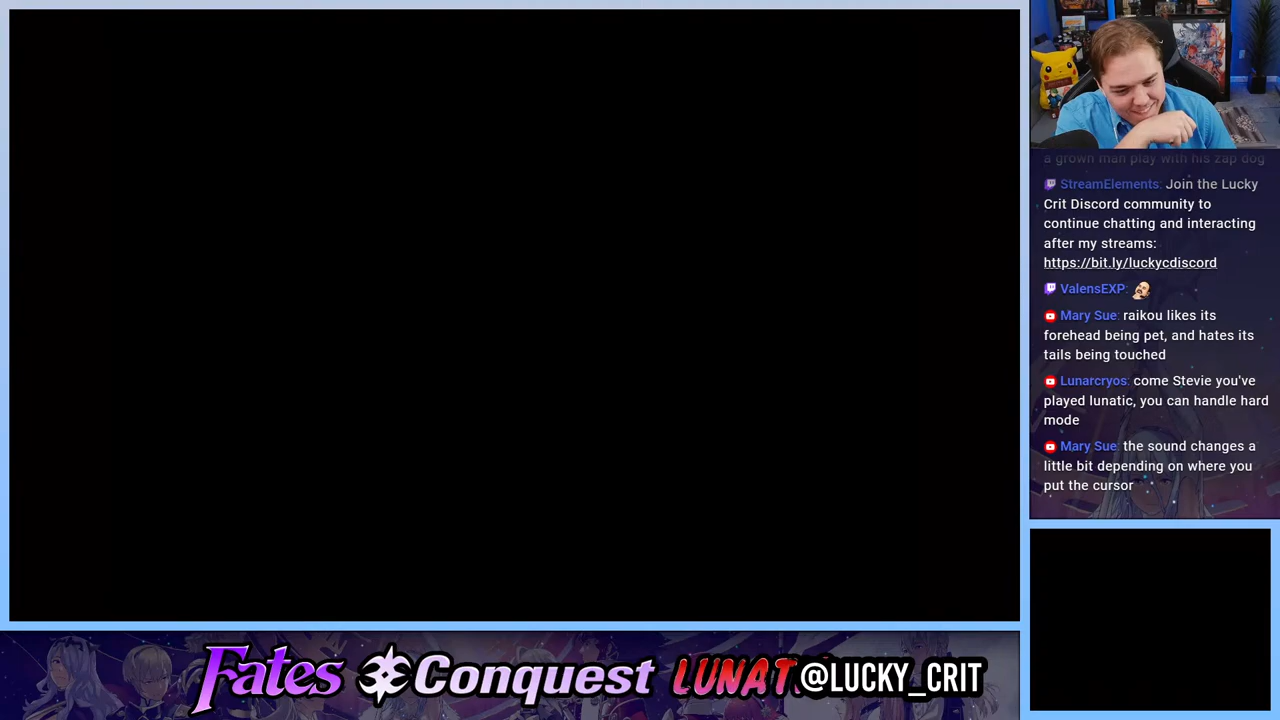 a grown man play with his zap dog
StreamElements: Join the Lucky
Crit Discord community to
continue chatting and interacting
after my streams:
https://bit.ly/luckycdiscord
ValensEXP:
Mary Sue: raikou likes its
forehead being pet, and hates its
tails being touched
Lunarcryos: come Stevie you've
played lunatic, you can handle hard
mode
Mary Sue: the sound changes a
little bit depending on where you
put the cursor
Fates Conquest LUNAT @LUCKY_CRIT